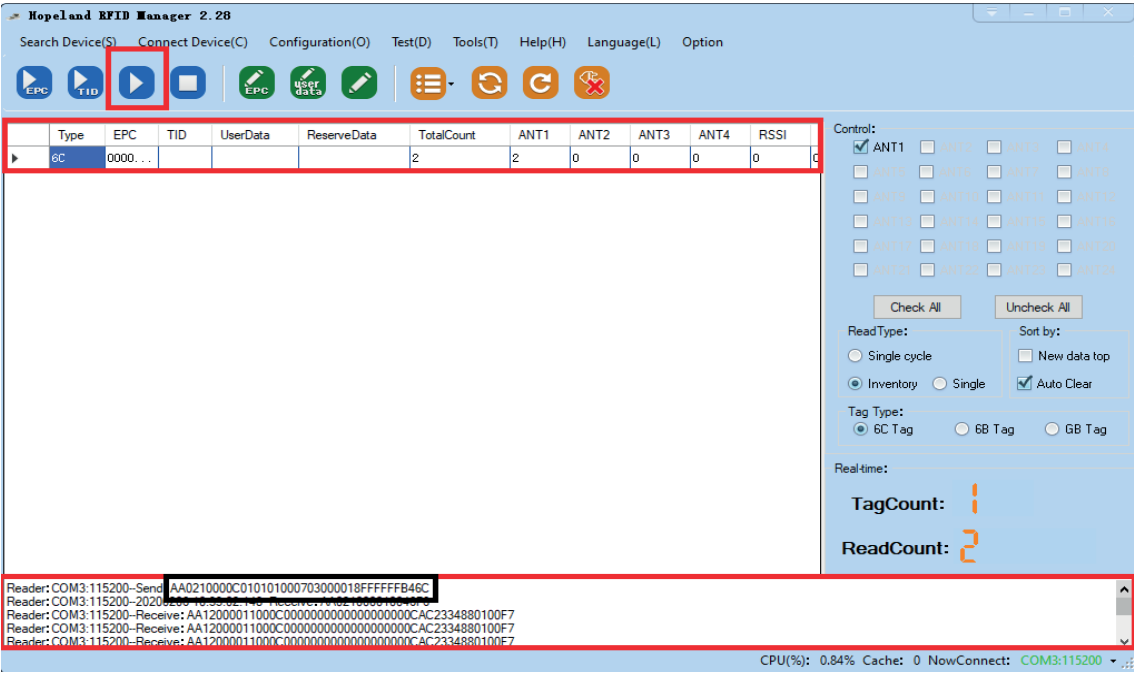 Hopeland RFID Manager 2.28
Search Device(S) Connect Device(C) Configuration(O) Test(D) Tools(T) Help(H) Language(L) Option
EPC TID EPC user data
Type EPC TID UserData ReserveData TotalCount ANT1 ANT2 ANT3 ANT4 RSSI
6C 0000... 2 2 0 0 0 0 0
Control:
ANT1
Check All Uncheck All
ReadType: Sort by:
Single cycle New data top
Inventory Single Auto Clear
Tag Type:
6C Tag 6B Tag GB Tag
Real-time:
TagCount: 1
ReadCount: 2
Reader:COM3:115200--Send AA0210000C010101000703000018FFFFFFB46C
Reader:COM3:115200--
Reader:COM3:115200--Receive:AA12000011000C000000000000000000CAC2334880100F7
Reader:COM3:115200--Receive:AA12000011000C000000000000000000CAC2334880100F7
CPU(%): 0.84% Cache: 0 NowConnect: COM3:115200